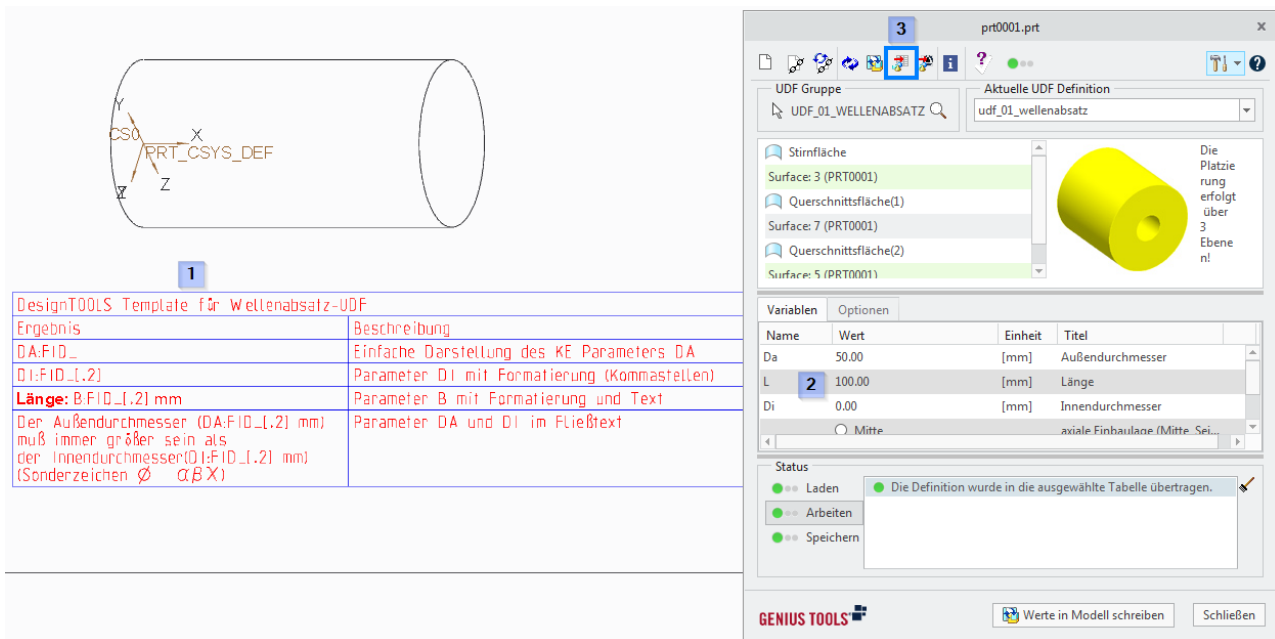 Y
CS0
X
PRT_CSYS_DEF
Z
1
DesignTOOLS Template für Wellenabsatz-UDF
Ergebnis Beschreibung
DA:FID_ Einfache Darstellung des KE Parameters DA
DI:FID_[.2] Parameter DI mit Formatierung (Kommastellen)
Länge: B:FID_[.2] mm Parameter B mit Formatierung und Text
Der Außendurchmesser (DA:FID_[.2] mm) Parameter DA und DI im FLießtext
muß immer größer sein als
der Innendurchmesser(DI:FID_[.2] mm)
(Sonderzeichen Ø αβχ)
3
prt0001.prt
UDF Gruppe
UDF_01_WELLENABSATZ
Aktuelle UDF Definition
udf_01_wellenabsatz
Stirnfläche
Surface: 3 (PRT0001)
Querschnittsfläche(1)
Surface: 7 (PRT0001)
Querschnittsfläche(2)
Surface: 5 (PRT0001)
Die
Platzie
rung
erfolgt
über
3
Ebene
n!
Variablen Optionen
Name Wert Einheit Titel
Da 50.00 [mm] Außendurchmesser
L 2 100.00 [mm] Länge
Di 0.00 [mm] Innendurchmesser
Mitte axiale Einbaulage (Mitte, Sei...
Status
Laden
Arbeiten
Speichern
Die Definition wurde in die ausgewählte Tabelle übertragen.
GENIUS TOOLS
Werte in Modell schreiben Schließen